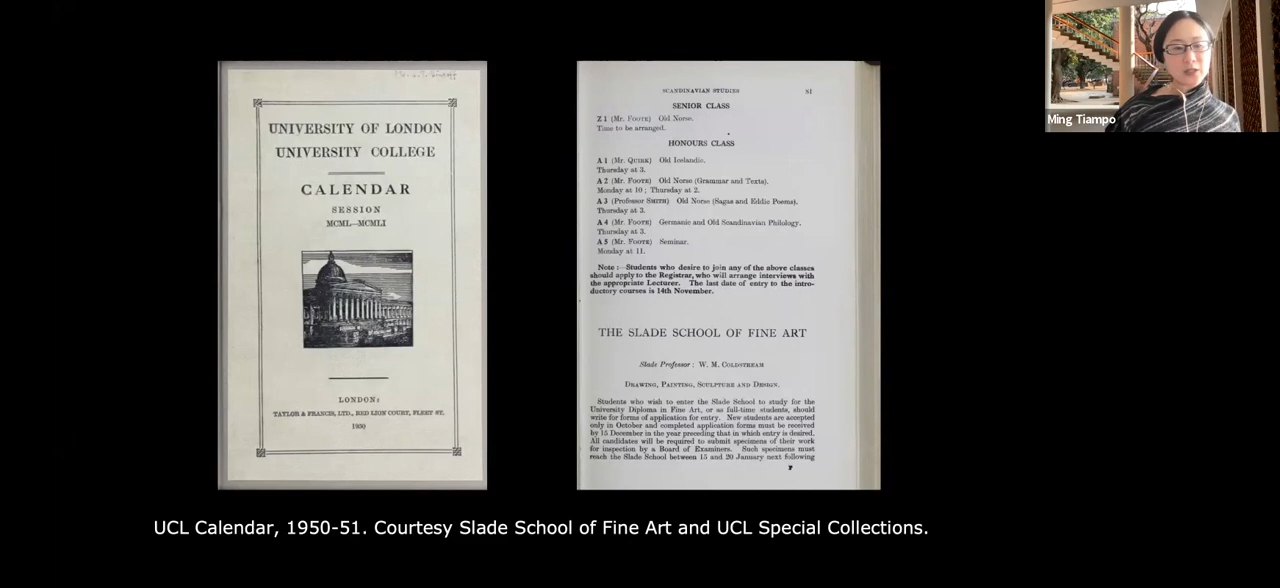 UNIVERSITY OF LONDON
UNIVERSITY COLLEGE
CALENDAR
SESSION
MCML—MCMLI
LONDON:
TAYLOR & FRANCIS, LTD., RED LION COURT, FLEET ST.
1950
SCANDINAVIAN STUDIES 81
SENIOR CLASS
Z 1 (Mr. FOOTE) Old Norse.
Time to be arranged.
HONOURS CLASS
A 1 (Mr. QUIRK) Old Icelandic.
Thursday at 3.
A 2 (Mr. FOOTE) Old Norse (Grammar and Texts).
Monday at 10 ; Thursday at 2.
A 3 (Professor SMITH) Old Norse (Sagas and Eddic Poems).
Thursday at 3.
A 4 (Mr. FOOTE) Germanic and Old Scandinavian Philology.
Thursday at 3.
A 5 (Mr. FOOTE) Seminar.
Monday at 11.
Note :—Students who desire to join any of the above classes
should apply to the Registrar, who will arrange interviews with
the appropriate Lecturer. The last date of entry to the intro-
ductory courses is 14th November.
THE SLADE SCHOOL OF FINE ART
Slade Professor : W. M. COLDSTREAM
DRAWING, PAINTING, SCULPTURE AND DESIGN.
Students who wish to enter the Slade School to study for the
University Diploma in Fine Art, or as full-time students, should
write for forms of application for entry. New students are accepted
only in October and completed application forms must be received
by 15 December in the year preceding that in which entry is desired.
All candidates will be required to submit specimens of their work
for inspection by a Board of Examiners. Such specimens must
reach the Slade School between 15 and 20 January next following
F
Ming Tiampo
UCL Calendar, 1950-51. Courtesy Slade School of Fine Art and UCL Special Collections.